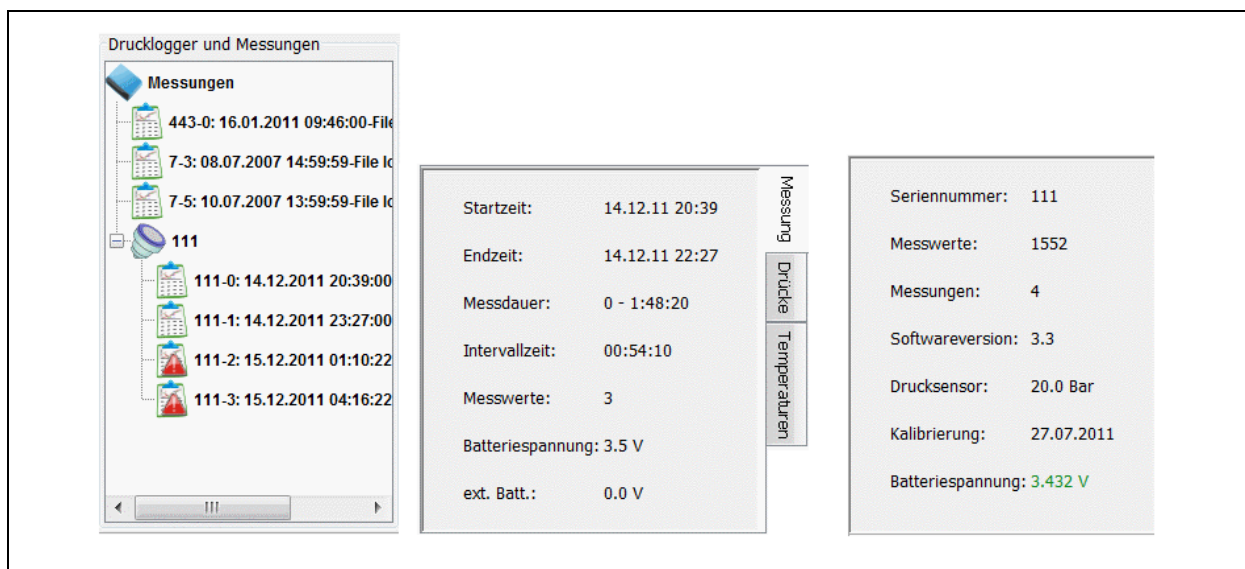 Drucklogger und Messungen
Messungen
443-0: 16.01.2011 09:46:00-File
7-3: 08.07.2007 14:59:59-File lo
7-5: 10.07.2007 13:59:59-File lo
111
111-0: 14.12.2011 20:39:00
111-1: 14.12.2011 23:27:00
111-2: 15.12.2011 01:10:22
111-3: 15.12.2011 04:16:22
Startzeit: 14.12.11 20:39
Endzeit: 14.12.11 22:27
Messdauer: 0 - 1:48:20
Intervallzeit: 00:54:10
Messwerte: 3
Batteriespannung: 3.5 V
ext. Batt.: 0.0 V
Messung
Drücke
Temperaturen
Seriennummer: 111
Messwerte: 1552
Messungen: 4
Softwareversion: 3.3
Drucksensor: 20.0 Bar
Kalibrierung: 27.07.2011
Batteriespannung: 3.432 V